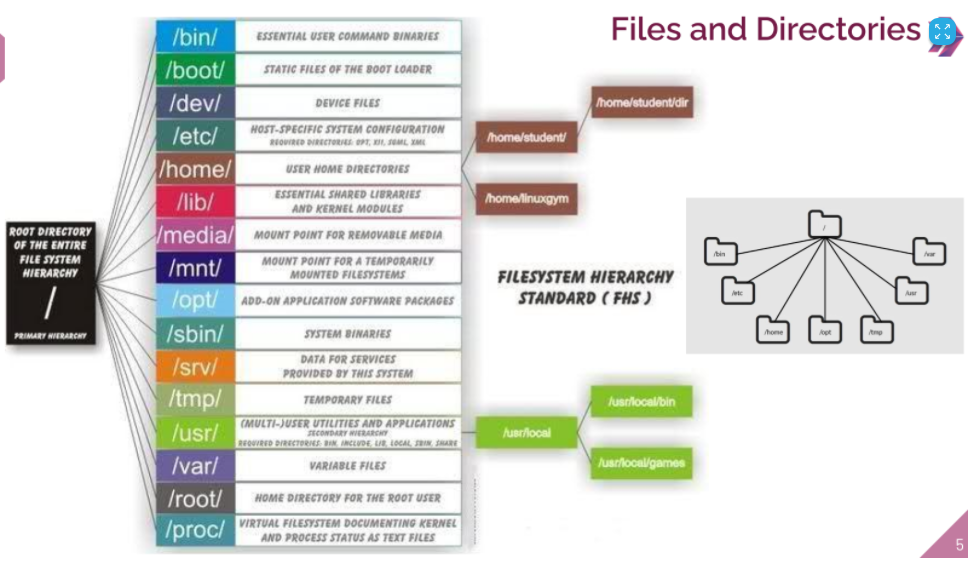 Files and Directories
ROOT DIRECTORY
OF THE ENTIRE
FILE SYSTEM
HIERARCHY
/
PRIMARY HIERARCHY
/bin/
ESSENTIAL USER COMMAND BINARIES
/boot/
STATIC FILES OF THE BOOT LOADER
/dev/
DEVICE FILES
/etc/
HOST-SPECIFIC SYSTEM CONFIGURATION
REQUIRED DIRECTORIES: OPT, X11, SGML, XML
/home/
USER HOME DIRECTORIES
/lib/
ESSENTIAL SHARED LIBRARIES
AND KERNEL MODULES
/media/
MOUNT POINT FOR REMOVABLE MEDIA
/mnt/
MOUNT POINT FOR A TEMPORARILY
MOUNTED FILESYSTEMS
/opt/
ADD-ON APPLICATION SOFTWARE PACKAGES
/sbin/
SYSTEM BINARIES
/srv/
DATA FOR SERVICES
PROVIDED BY THIS SYSTEM
/tmp/
TEMPORARY FILES
/usr/
(MULTI-)USER UTILITIES AND APPLICATIONS
SECONDARY HIERARCHY
REQUIRED DIRECTORIES: BIN, INCLUDE, LIB, LOCAL, SBIN, SHARE
/var/
VARIABLE FILES
/root/
HOME DIRECTORY FOR THE ROOT USER
/proc/
VIRTUAL FILESYSTEM DOCUMENTING KERNEL
AND PROCESS STATUS AS TEXT FILES
/home/student/
/home/student/dir
/home/linuxgym
FILESYSTEM HIERARCHY
STANDARD ( FHS )
/usr/local
/usr/local/bin
/usr/local/games
/
/bin
/var
/etc
/usr
/home
/opt
/tmp
5